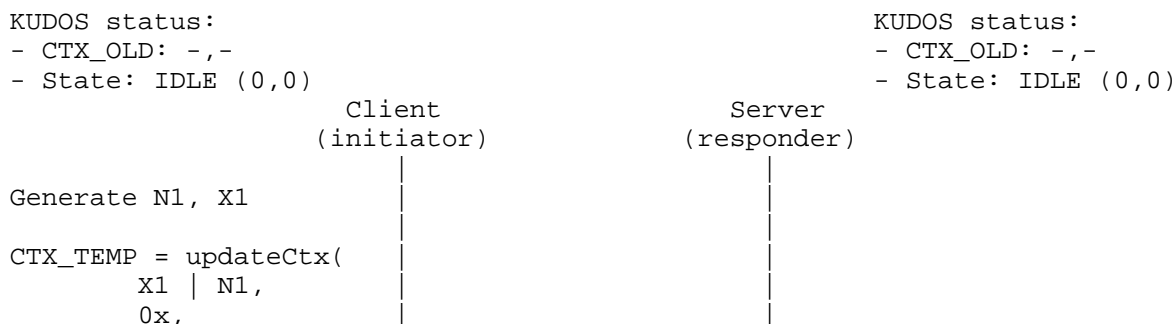 KUDOS status:                                          KUDOS status:
- CTX_OLD: -,-                                         - CTX_OLD: -,-
- State: IDLE (0,0)                                    - State: IDLE (0,0)
                    Client                 Server
                  (initiator)            (responder)
                       |                      |
Generate N1, X1        |                      |
                       |                      |
CTX_TEMP = updateCtx(  |                      |
        X1 | N1,       |                      |
        0x,            |                      |